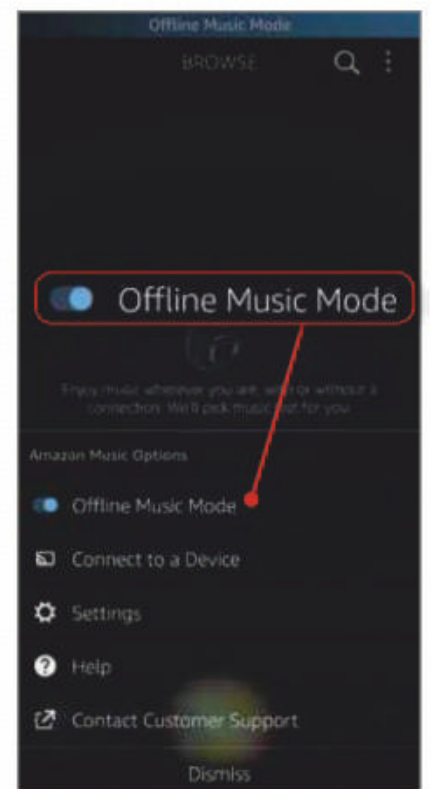 Offline Music Mode
BROWSE
Offline Music Mode
Enjoy music wherever you are, with or without a
connection. We'll pick music out for you
Amazon Music Options
Offline Music Mode
Connect to a Device
Settings
Help
Contact Customer Support
Dismiss